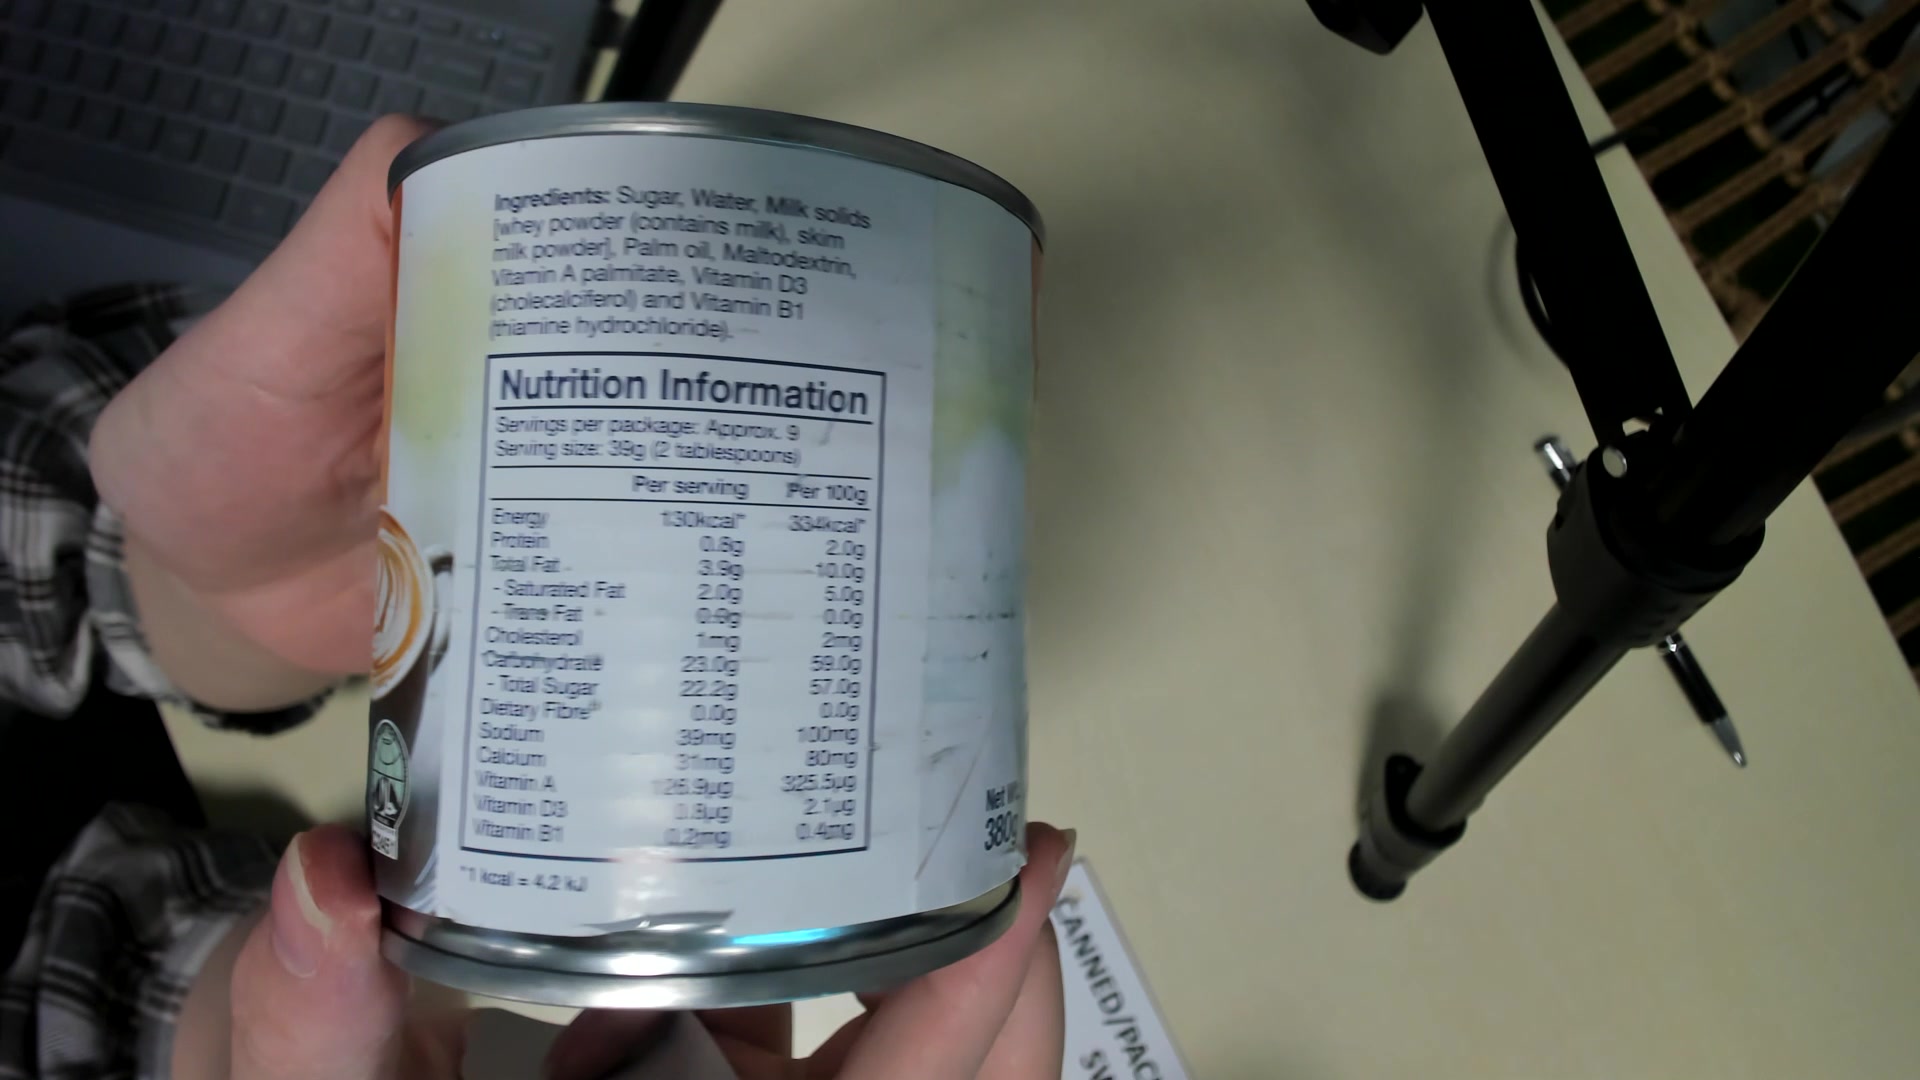 Ingredients: Sugar, Water, Milk solids
[whey powder (contains milk), skim
milk powder], Palm oil, Maltodextrin,
Vitamin A palmitate, Vitamin D3
(cholecalciferol) and Vitamin B1
(thiamine hydrochloride).
Nutrition Information
Servings per package: Approx. 9
Serving size: 39g (2 tablespoons)
Per serving Per 100g
Energy 130kcal* 334kcal*
Protein 0.8g 2.0g
Total Fat 3.9g 10.0g
- Saturated Fat 2.0g 5.0g
- Trans Fat 0.0g 0.0g
Cholesterol 1mg 2mg
Carbohydrate 23.0g 59.0g
- Total Sugar 22.2g 57.0g
Dietary Fibre 0.0g 0.0g
Sodium 39mg 100mg
Calcium 31mg 80mg
Vitamin A 126.9µg 325.5µg
Vitamin D3 0.8µg 2.1µg
Vitamin B1 0.2mg 0.4mg
*1 kcal = 4.2 kJ
Net
380g
CANNED/PAC
SW